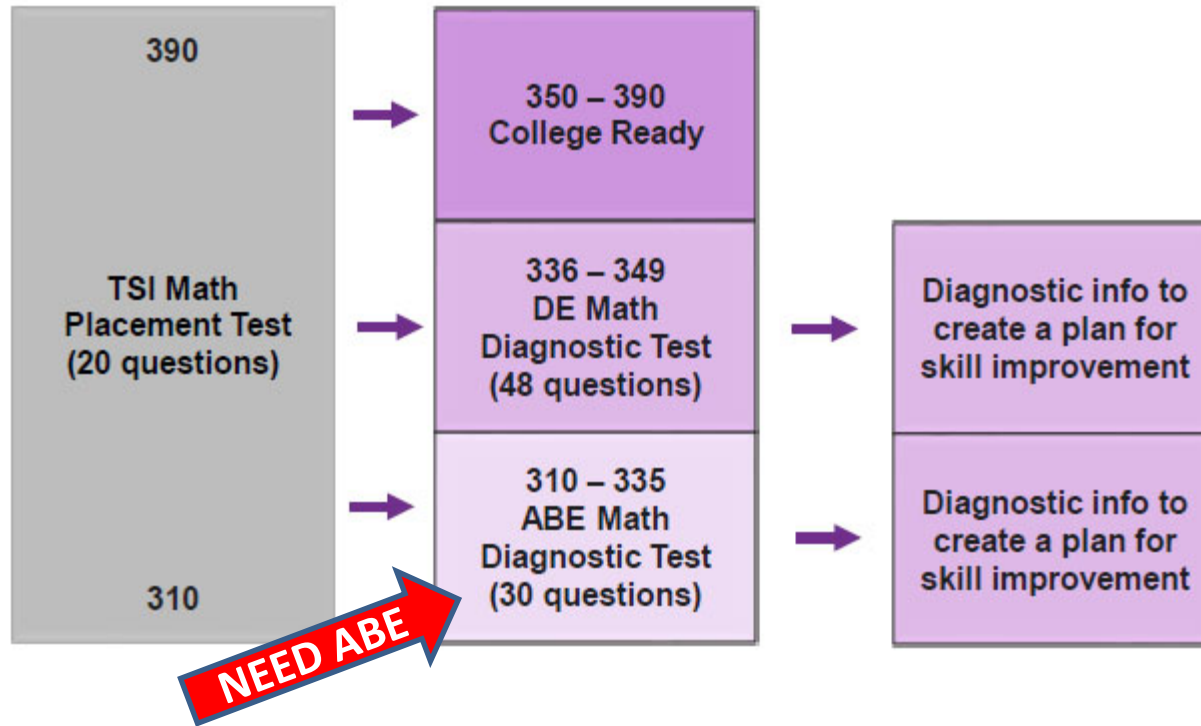 390
TSI Math
Placement Test
(20 questions)
310
350 – 390
College Ready
336 – 349
DE Math
Diagnostic Test
(48 questions)
310 – 335
ABE Math
Diagnostic Test
(30 questions)
Diagnostic info to
create a plan for
skill improvement
Diagnostic info to
create a plan for
skill improvement
NEED ABE